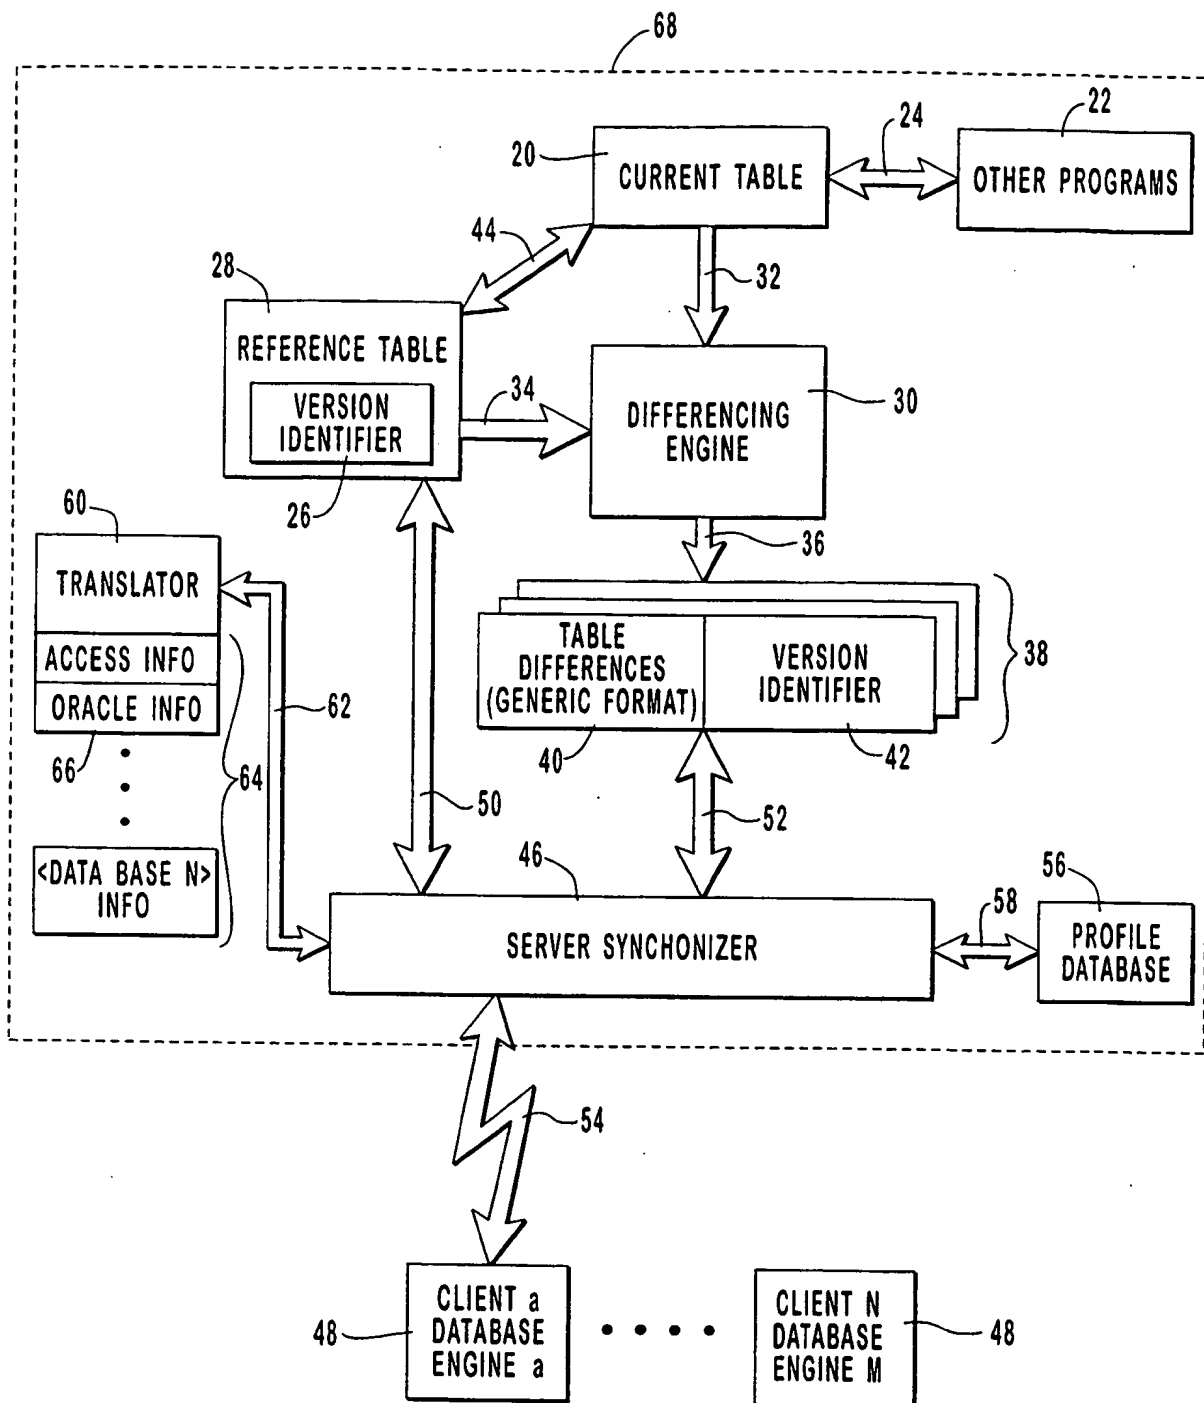 68
20
CURRENT TABLE
24
22
OTHER PROGRAMS
44
32
28
REFERENCE TABLE
VERSION
IDENTIFIER
26
34
DIFFERENCING
ENGINE
30
36
60
TRANSLATOR
ACCESS INFO
ORACLE INFO
66
64
62
<DATA BASE N>
INFO
TABLE
DIFFERENCES
(GENERIC FORMAT)
VERSION
IDENTIFIER
38
40
42
50
52
46
SERVER SYNCHONIZER
58
56
PROFILE
DATABASE
54
48
CLIENT a
DATABASE
ENGINE a
CLIENT N
DATABASE
ENGINE M
48